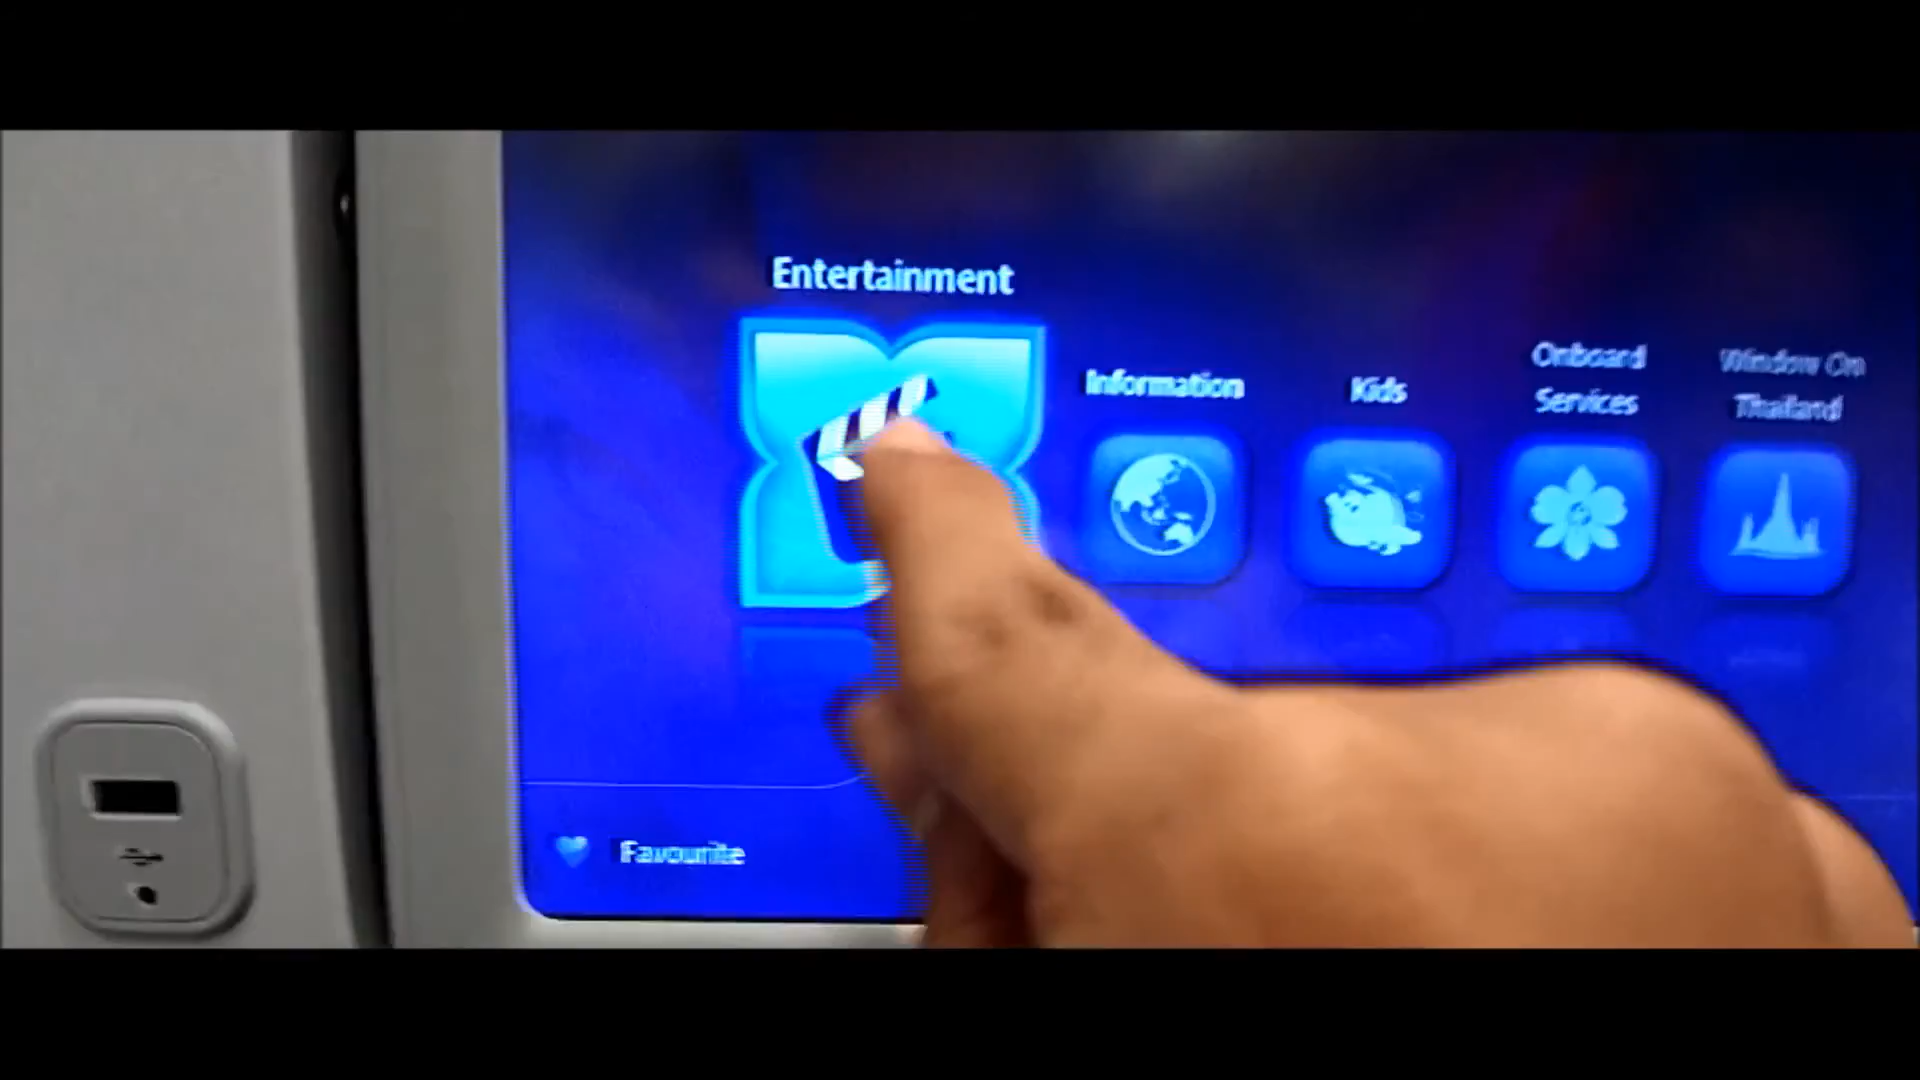 Entertainment
Information
Kids
Onboard
Services
Window On
Thailand
Favourite